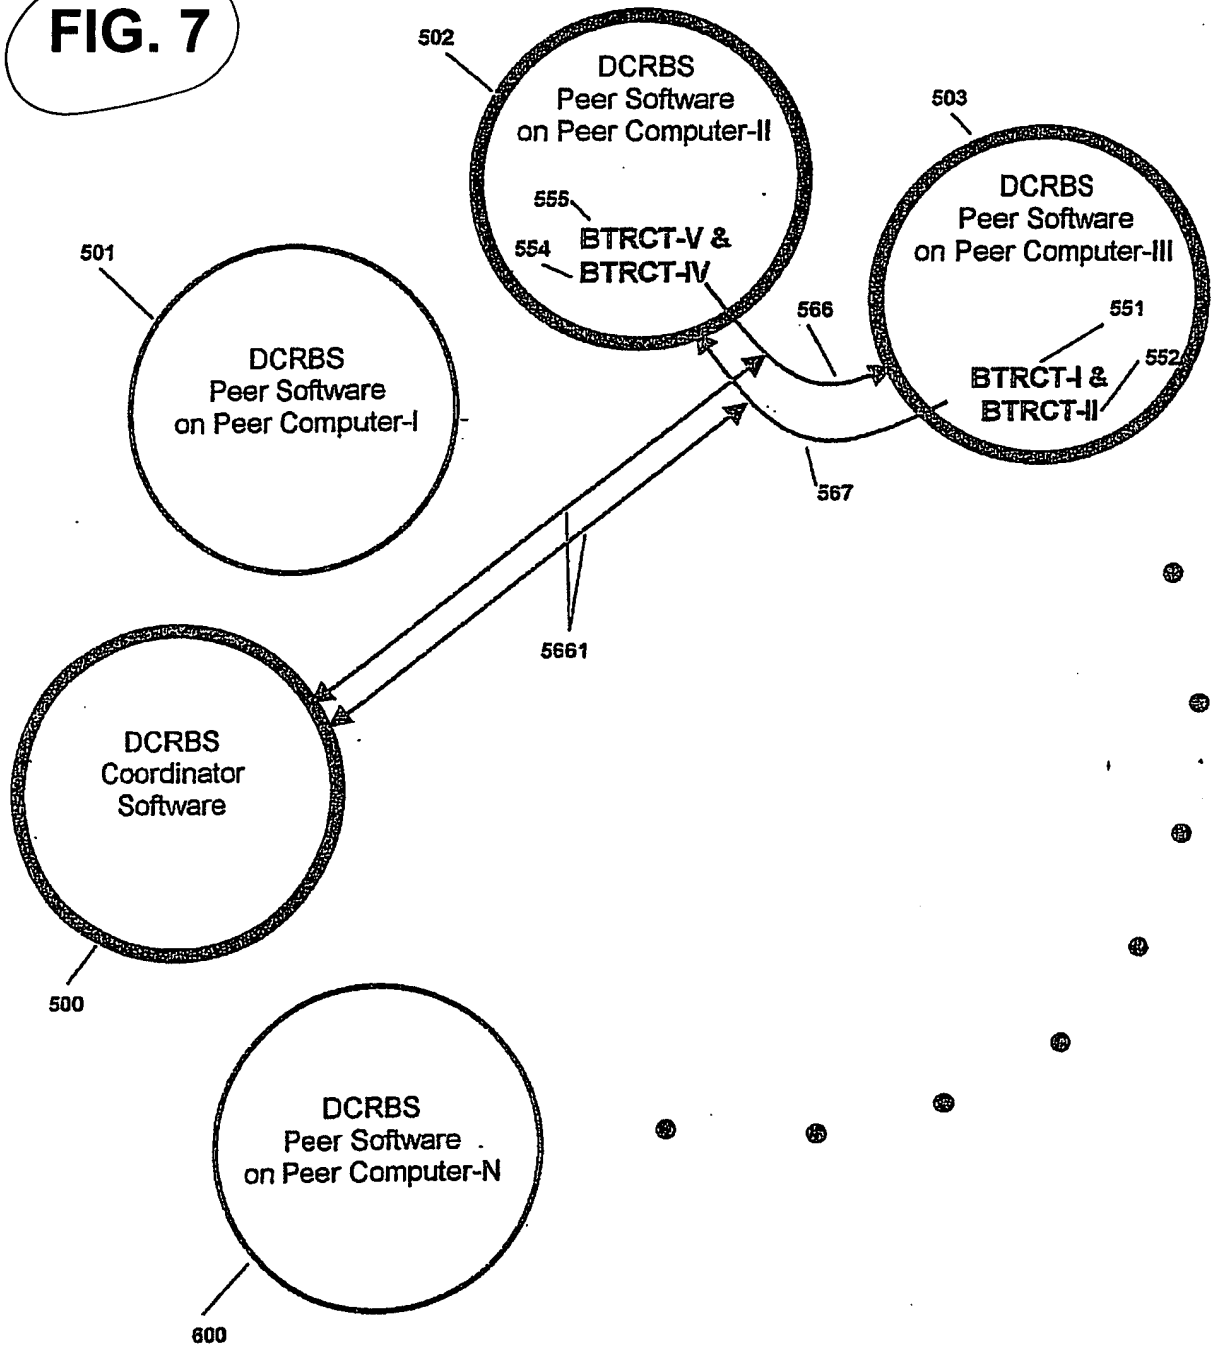 FIG. 7
502
DCRBS
Peer Software
on Peer Computer-II
555
BTRCT-V &
554
BTRCT-IV
503
DCRBS
Peer Software
on Peer Computer-III
551
552
BTRCT-I &
BTRCT-II
566
567
501
DCRBS
Peer Software
on Peer Computer-I
5661
DCRBS
Coordinator
Software
500
DCRBS
Peer Software
on Peer Computer-N
600